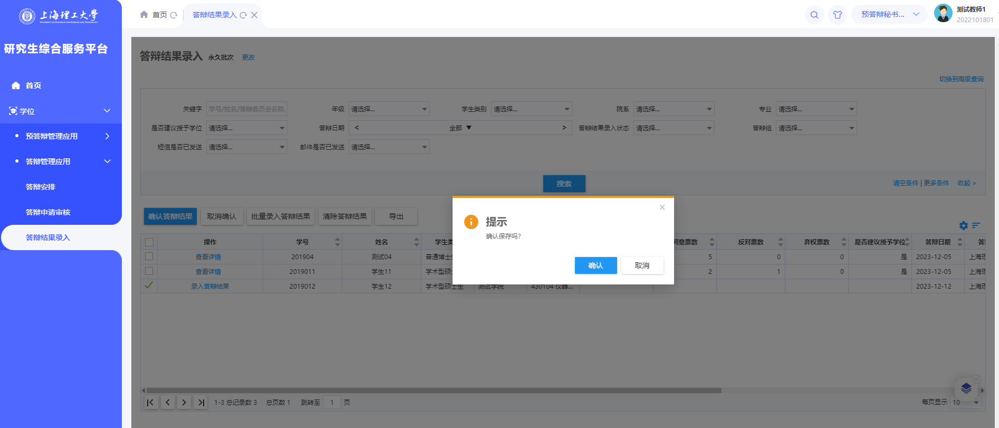 上海理工大學
UNIVERSITY OF SHANGHAI FOR SCIENCE AND TECHNOLOGY
研究生综合服务平台
首页
学位
预答辩管理应用
答辩管理应用
答辩安排
答辩申请审核
答辩结果录入
首页 答辩结果录入
预答辩秘书... 测试教师1
2022101801
答辩结果录入 永久批次 更改
切换到高级查询
关键字 学号/姓名/答辩委员会名称, 年级 请选择... 学生类别 请选择... 院系 请选择... 专业 请选择...
是否建议授予学位 请选择... 答辩日期 < 全部 ▼ > 答辩结果录入状态 请选择... 答辩组 请选择...
短信是否已发送 请选择... 邮件是否已发送 请选择...
搜索 清空条件 | 更多条件 收起 >
确认答辩结果 取消确认 批量录入答辩结果 清除答辩结果 导出
提示
确认保存吗?
确认 取消
操作 学号 姓名 学生类 同意票数 反对票数 弃权票数 是否建议授予学位 答辩日期
查看详情 201904 测试04 普通博士生 5 0 0 是 2023-12-05 上海理
查看详情 2019011 学生11 学术型硕士 2 1 0 是 2023-12-05 上海理
录入答辩结果 2019012 学生12 学术型硕士生 测试学院 430104 仪器... 2023-12-12 上海理
1-3 总记录数 3 总页数 1 跳转至 1 页 每页显示 10